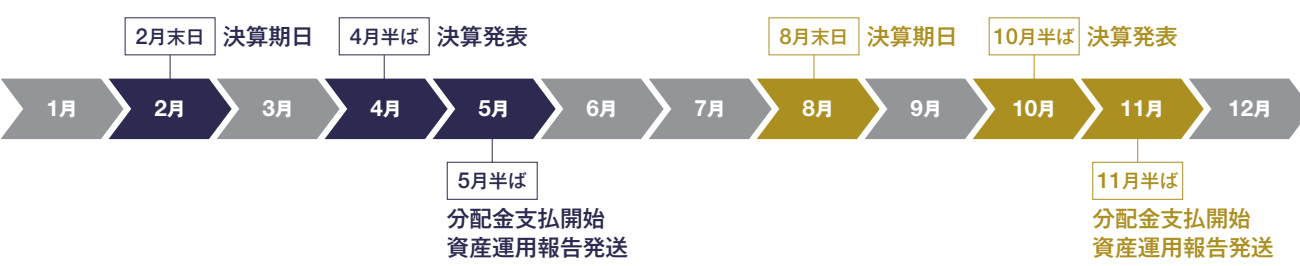 2月末日 決算期日
4月半ば 決算発表
8月末日 決算期日
10月半ば 決算発表
1月 2月 3月 4月 5月 6月 7月 8月 9月 10月 11月 12月
5月半ば
分配金支払開始
資産運用報告発送
11月半ば
分配金支払開始
資産運用報告発送